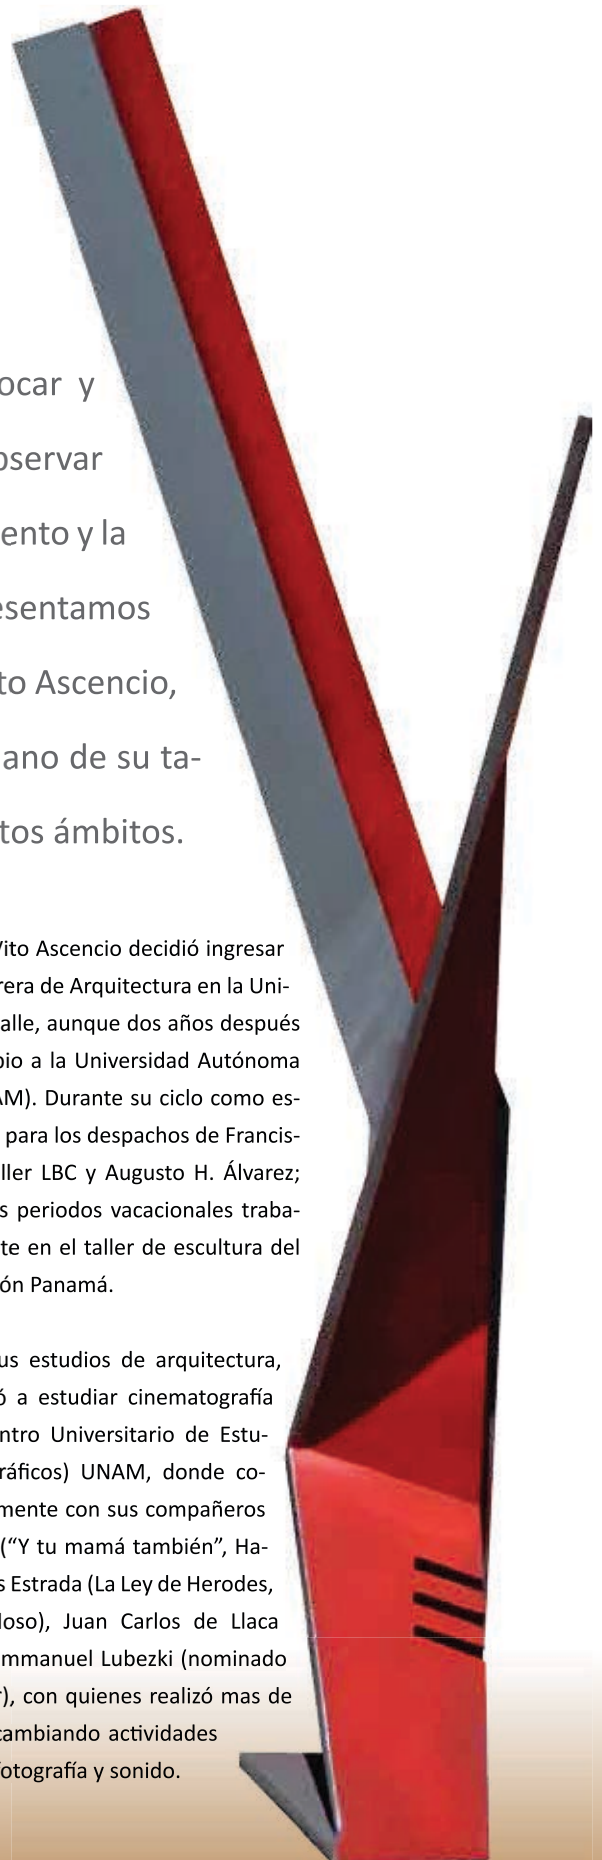 ocar y
bservar
ento y la
esentamos
to Ascencio,
ano de su ta-
tos ámbitos.
Vito Ascencio decidió ingresar
rera de Arquitectura en la Uni-
alle, aunque dos años después
bio a la Universidad Autónoma
AM). Durante su ciclo como es-
para los despachos de Francis-
ller LBC y Augusto H. Álvarez;
s periodos vacacionales traba-
te en el taller de escultura del
ón Panamá.
us estudios de arquitectura,
ó a estudiar cinematografía
ntro Universitario de Estu-
ráficos) UNAM, donde co-
mente con sus compañeros
(“Y tu mamá también”, Ha-
s Estrada (La Ley de Herodes,
loso), Juan Carlos de Llaca
mmanuel Lubezki (nominado
r), con quienes realizó mas de
cambiando actividades
fotografía y sonido.